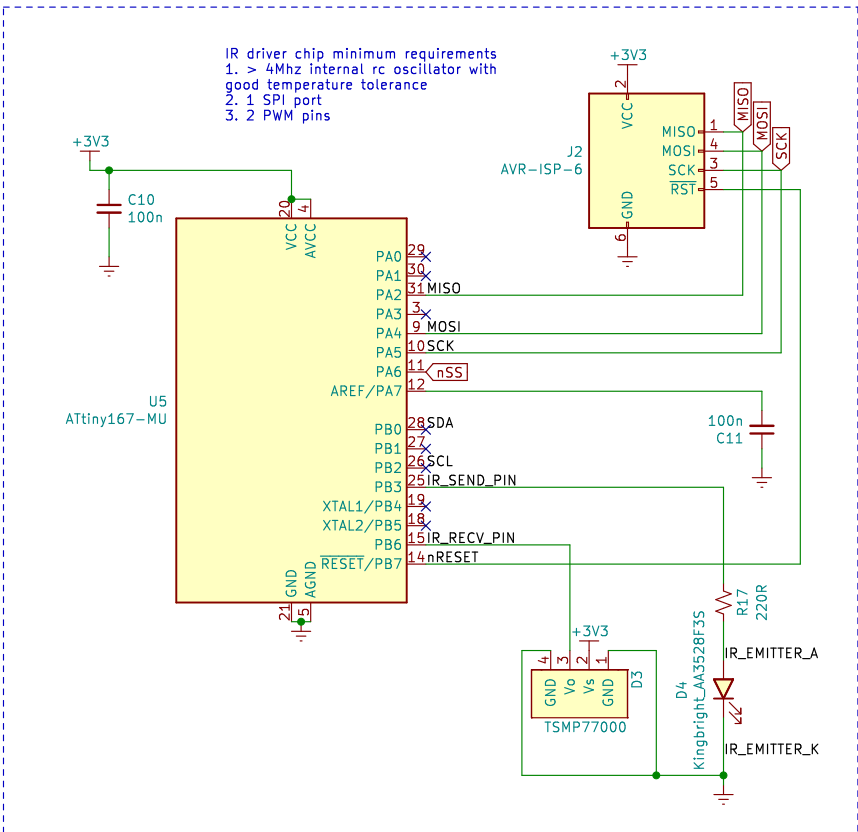 IR driver chip minimum requirements
1. > 4Mhz internal rc oscillator with
good temperature tolerance
2. 1 SPI port
3. 2 PWM pins
+3V3
2
VCC
MISO 1
MOSI 4
SCK 3
RST 5
GND
6
J2
AVR-ISP-6
MISO
MOSI
SCK
+3V3
C10
100n
20
4
VCC
AVCC
U5
ATtiny167-MU
PA0 29
PA1 30
PA2 31 MISO
PA3 3
PA4 9 MOSI
PA5 10 SCK
PA6 11 nSS
AREF/PA7 12
100n
C11
PB0 28 SDA
PB1 27
PB2 26 SCL
PB3 25 IR_SEND_PIN
XTAL1/PB4 19
XTAL2/PB5 18
PB6 15 IR_RECV_PIN
RESET/PB7 14 nRESET
GND
AGND
21
5
R17
220R
+3V3
4
3
2
1
GND
Vo
Vs
GND
D3
TSMP77000
IR_EMITTER_A
D4
Kingbright_AA3528F3S
IR_EMITTER_K